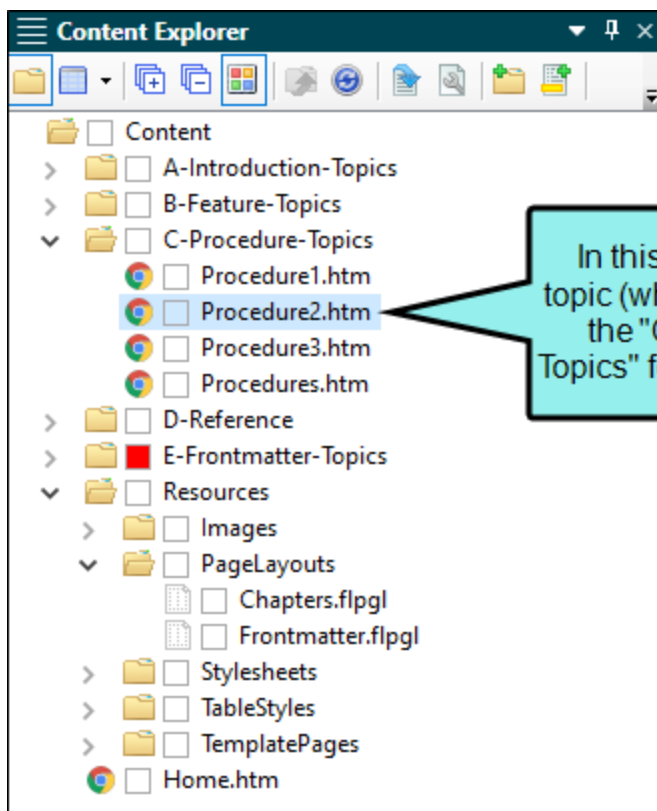 Content Explorer
Content
A-Introduction-Topics
B-Feature-Topics
C-Procedure-Topics
Procedure1.htm
Procedure2.htm
Procedure3.htm
Procedures.htm
D-Reference
E-Frontmatter-Topics
Resources
Images
PageLayouts
Chapters.flpgl
Frontmatter.flpgl
Stylesheets
TableStyles
TemplatePages
Home.htm
In this
topic
the
Topics"